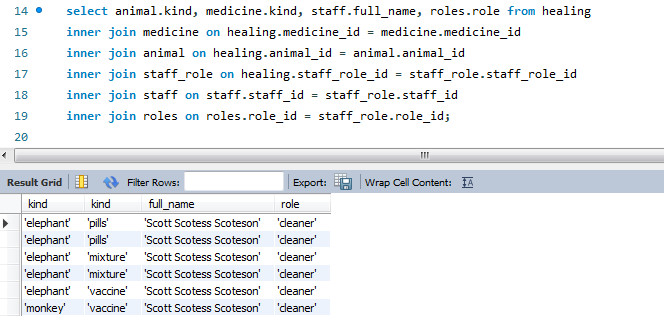 14 select animal.kind, medicine.kind, staff.full_name, roles.role from healing
15 inner join medicine on healing.medicine_id = medicine.medicine_id
16 inner join animal on healing.animal_id = animal.animal_id
17 inner join staff_role on healing.staff_role_id = staff_role.staff_role_id
18 inner join staff on staff.staff_id = staff_role.staff_id
19 inner join roles on roles.role_id = staff_role.role_id;
20
Result Grid Filter Rows: Export: Wrap Cell Content:
kind kind full_name role
'elephant' 'pills' 'Scott Scotess Scoteson' 'cleaner'
'elephant' 'pills' 'Scott Scotess Scoteson' 'cleaner'
'elephant' 'mixture' 'Scott Scotess Scoteson' 'cleaner'
'elephant' 'mixture' 'Scott Scotess Scoteson' 'cleaner'
'elephant' 'vaccine' 'Scott Scotess Scoteson' 'cleaner'
'monkey' 'vaccine' 'Scott Scotess Scoteson' 'cleaner'